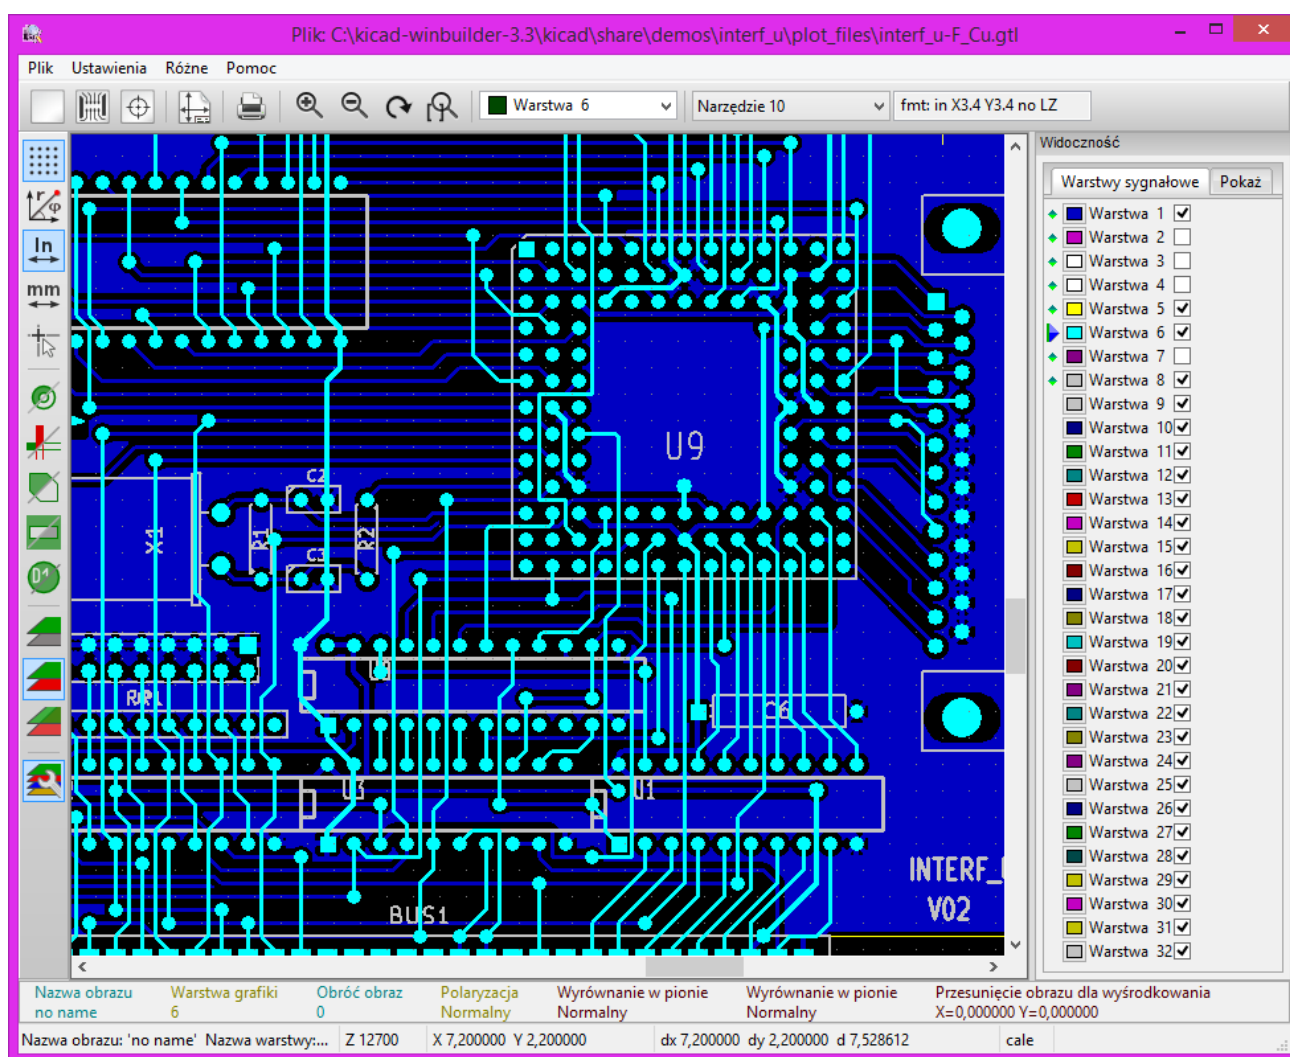 Plik: C:\kicad-winbuilder-3.3\kicad\share\demos\interf_u\plot_files\interf_u-F_Cu.gtl
Plik Ustawienia Różne Pomoc
Warstwa 6 Narzędzie 10 fmt: in X3.4 Y3.4 no LZ
Widoczność
Warstwy sygnałowe Pokaż
In
mm
Warstwa 1
Warstwa 2
Warstwa 3
Warstwa 4
Warstwa 5
Warstwa 6
Warstwa 7
Warstwa 8
Warstwa 9
Warstwa 10
Warstwa 11
Warstwa 12
Warstwa 13
Warstwa 14
Warstwa 15
Warstwa 16
Warstwa 17
Warstwa 18
Warstwa 19
Warstwa 20
Warstwa 21
Warstwa 22
Warstwa 23
Warstwa 24
Warstwa 25
Warstwa 26
Warstwa 27
Warstwa 28
Warstwa 29
Warstwa 30
Warstwa 31
Warstwa 32
U9
C2
X1 R1 R2
C3
C6
U3 U1
BUS1
INTERF_
V02
Nazwa obrazu Warstwa grafiki Obróć obraz Polaryzacja Wyrównanie w pionie Wyrównanie w pionie Przesunięcie obrazu dla wyśrodkowania
no name 6 0 Normalny Normalny Normalny X=0,000000 Y=0,000000
Nazwa obrazu: 'no name' Nazwa warstwy:... Z 12700 X 7,200000 Y 2,200000 dx 7,200000 dy 2,200000 d 7,528612 cale